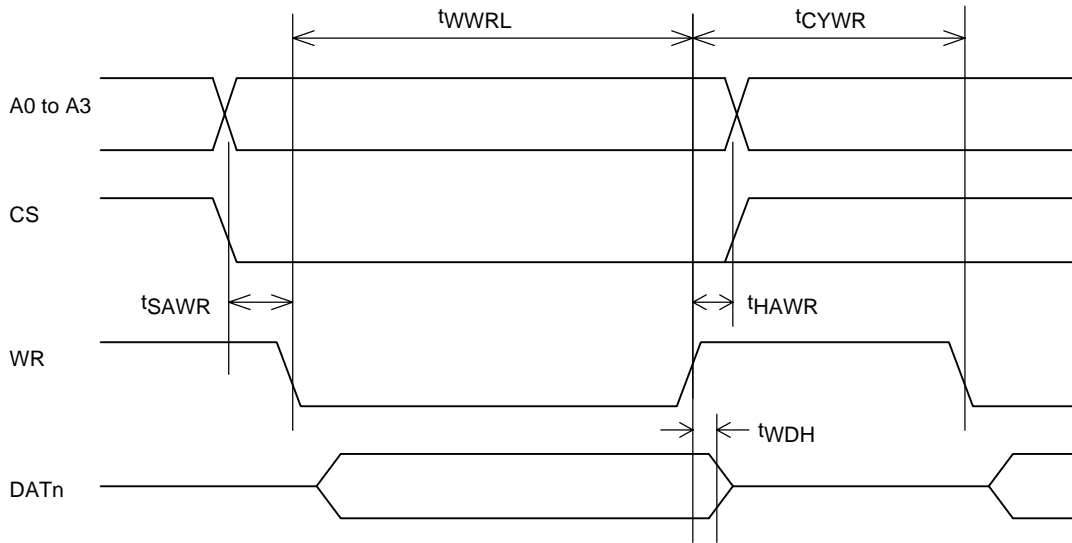 tWWRL
tCYWR
A0 to A3
CS
tSAWR
tHAWR
WR
tWDH
DATn